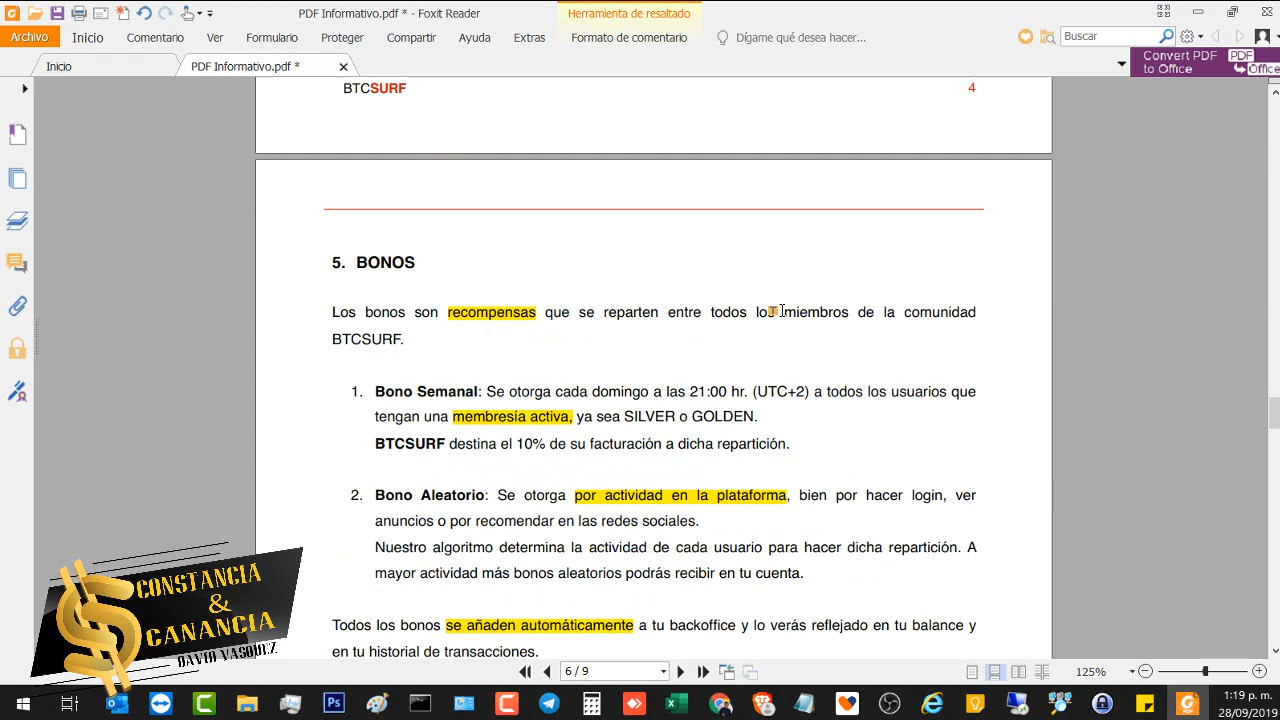 PDF Informativo.pdf * - Foxit Reader
Herramienta de resaltado
Archivo Inicio Comentario Ver Formulario Proteger Compartir Ayuda Extras Formato de comentario Dígame qué desea hacer... Buscar
Inicio PDF Informativo.pdf *
Convert PDF
to Office
PDF
Office
BTCSURF 4
5. BONOS
Los bonos son recompensas que se reparten entre todos los miembros de la comunidad
BTCSURF.
1. Bono Semanal: Se otorga cada domingo a las 21:00 hr. (UTC+2) a todos los usuarios que
tengan una membresía activa, ya sea SILVER o GOLDEN.
BTCSURF destina el 10% de su facturación a dicha repartición.
2. Bono Aleatorio: Se otorga por actividad en la plataforma, bien por hacer login, ver
anuncios o por recomendar en las redes sociales.
Nuestro algoritmo determina la actividad de cada usuario para hacer dicha repartición. A
mayor actividad más bonos aleatorios podrás recibir en tu cuenta.
Todos los bonos se añaden automáticamente a tu backoffice y lo verás reflejado en tu balance y
en tu historial de transacciones.
CONSTANCIA
&
GANANCIA
DAVID VASQUEZ
6 / 9
125%
1:19 p. m.
28/09/2019